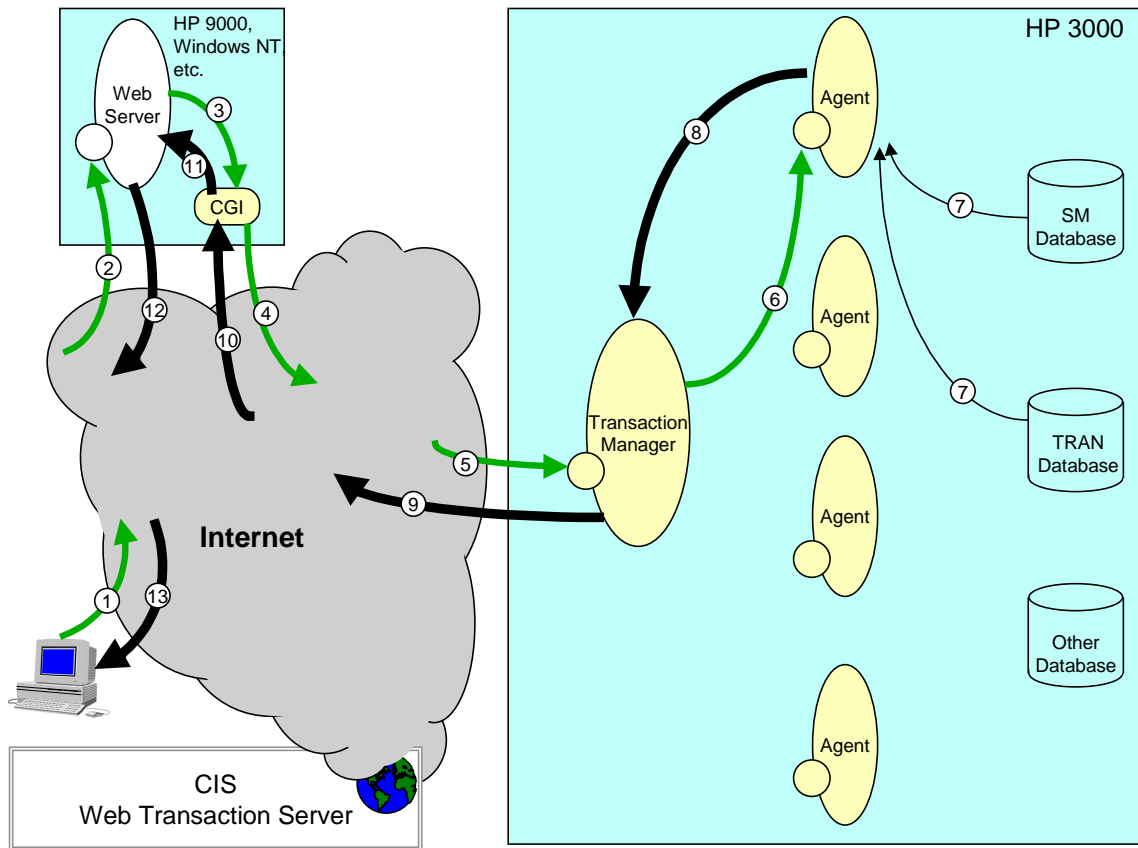 HP 9000,
Windows NT,
etc.
HP 3000
Web
Server
3
Agent
8
11
CGI
7
SM
Database
2
12
10
4
6
Agent
7
Transaction
Manager
TRAN
Database
5
9
Agent
Internet
1
13
Other
Database
Agent
CIS
Web Transaction Server